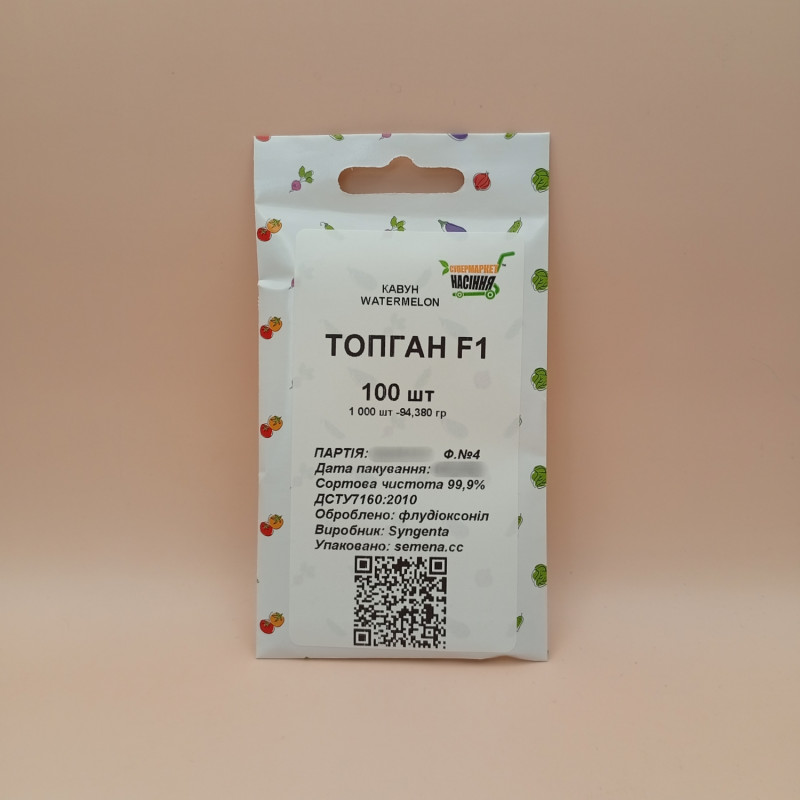 СУПЕРМАРКЕТ
НАСІННЯ
КАВУН
WATERMELON
ТОПГАН F1
100 шт
1 000 шт -94,380 гр
ПАРТІЯ: Ф.№4
Дата пакування:
Сортова чистота 99,9%
ДСТУ7160:2010
Оброблено: флудіоксоніл
Виробник: Syngenta
Упаковано: semena.cc